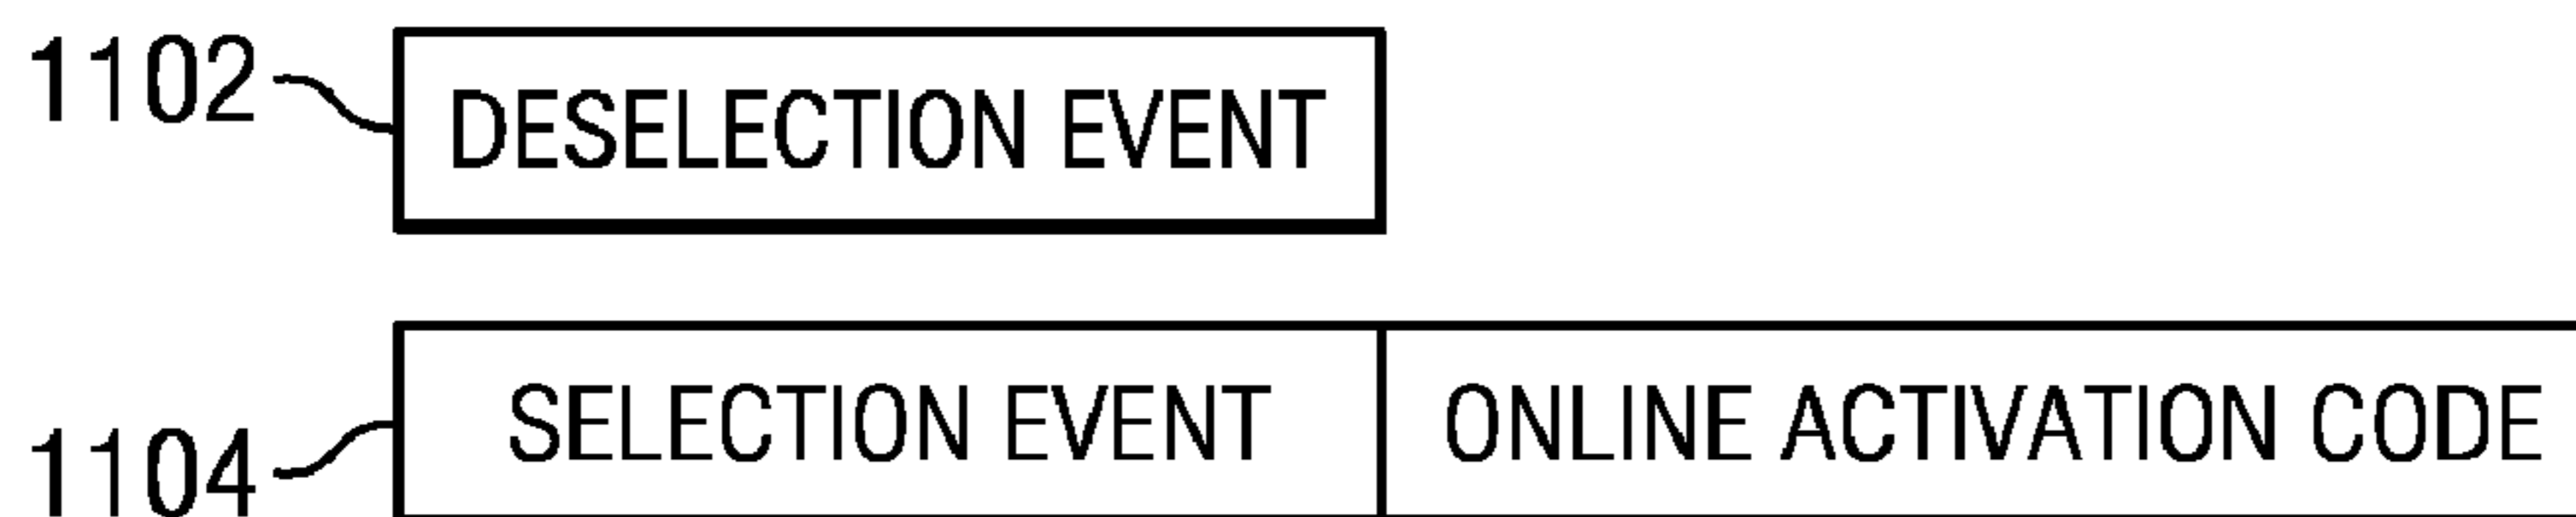 1102 DESELECTION EVENT
1104 SELECTION EVENT ONLINE ACTIVATION CODE